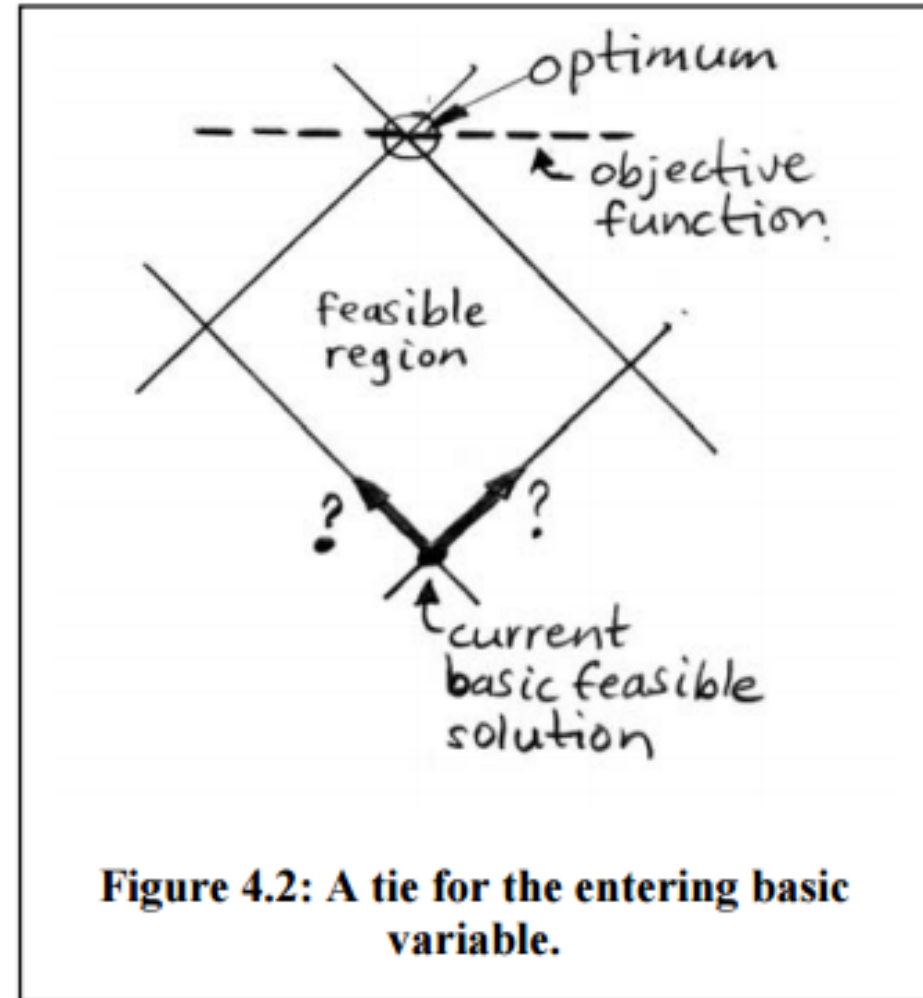 optimum
objective
function.
feasible
region
?
?
current
basic feasible
solution
Figure 4.2: A tie for the entering basic
variable.